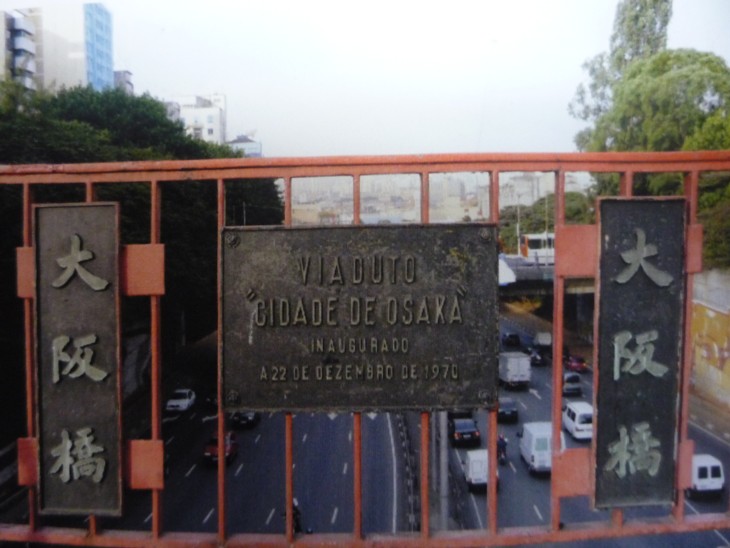 大阪橋
VIADUTO
"CIDADE DE OSAKA"
INAUGURADO
A 22 DE DEZEMBRO DE 1970
大阪橋